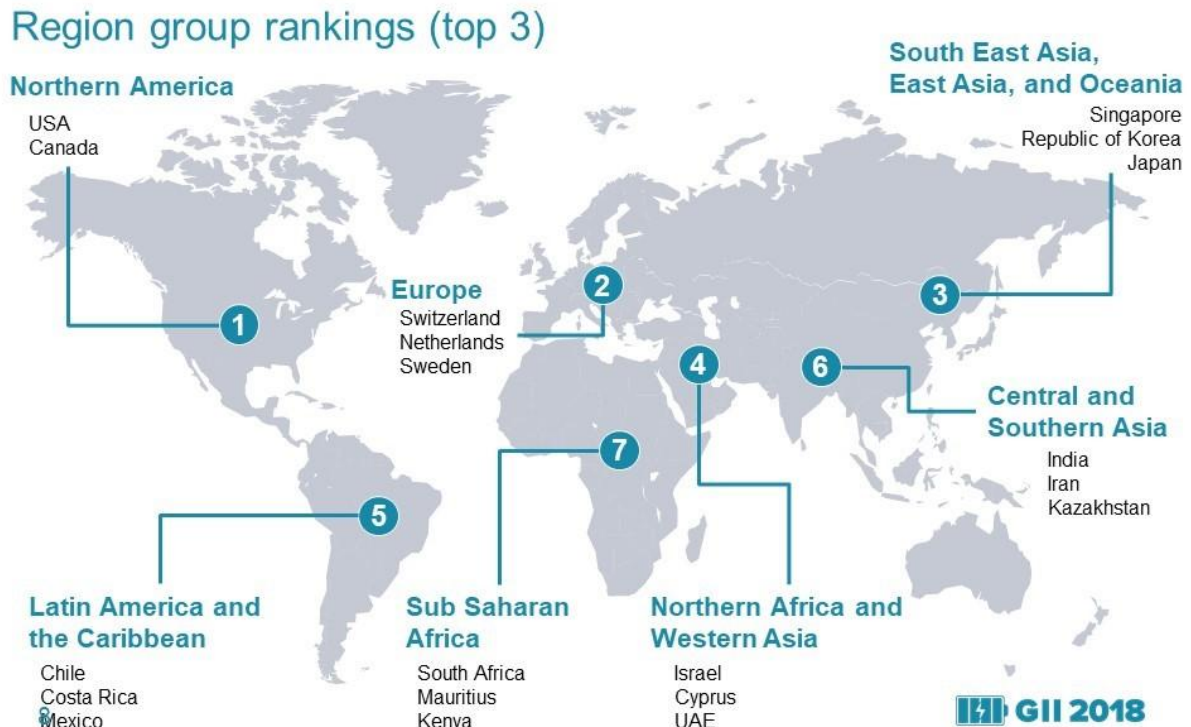 Region group rankings (top 3)
Northern America
USA
Canada
1
Europe
Switzerland
Netherlands
Sweden
2
South East Asia,
East Asia, and Oceania
Singapore
Republic of Korea
Japan
3
4
6
Central and
Southern Asia
India
Iran
Kazakhstan
7
5
Latin America and
the Caribbean
Chile
Costa Rica
Mexico
8
Sub Saharan
Africa
South Africa
Mauritius
Kenya
Northern Africa and
Western Asia
Israel
Cyprus
UAE
GII 2018